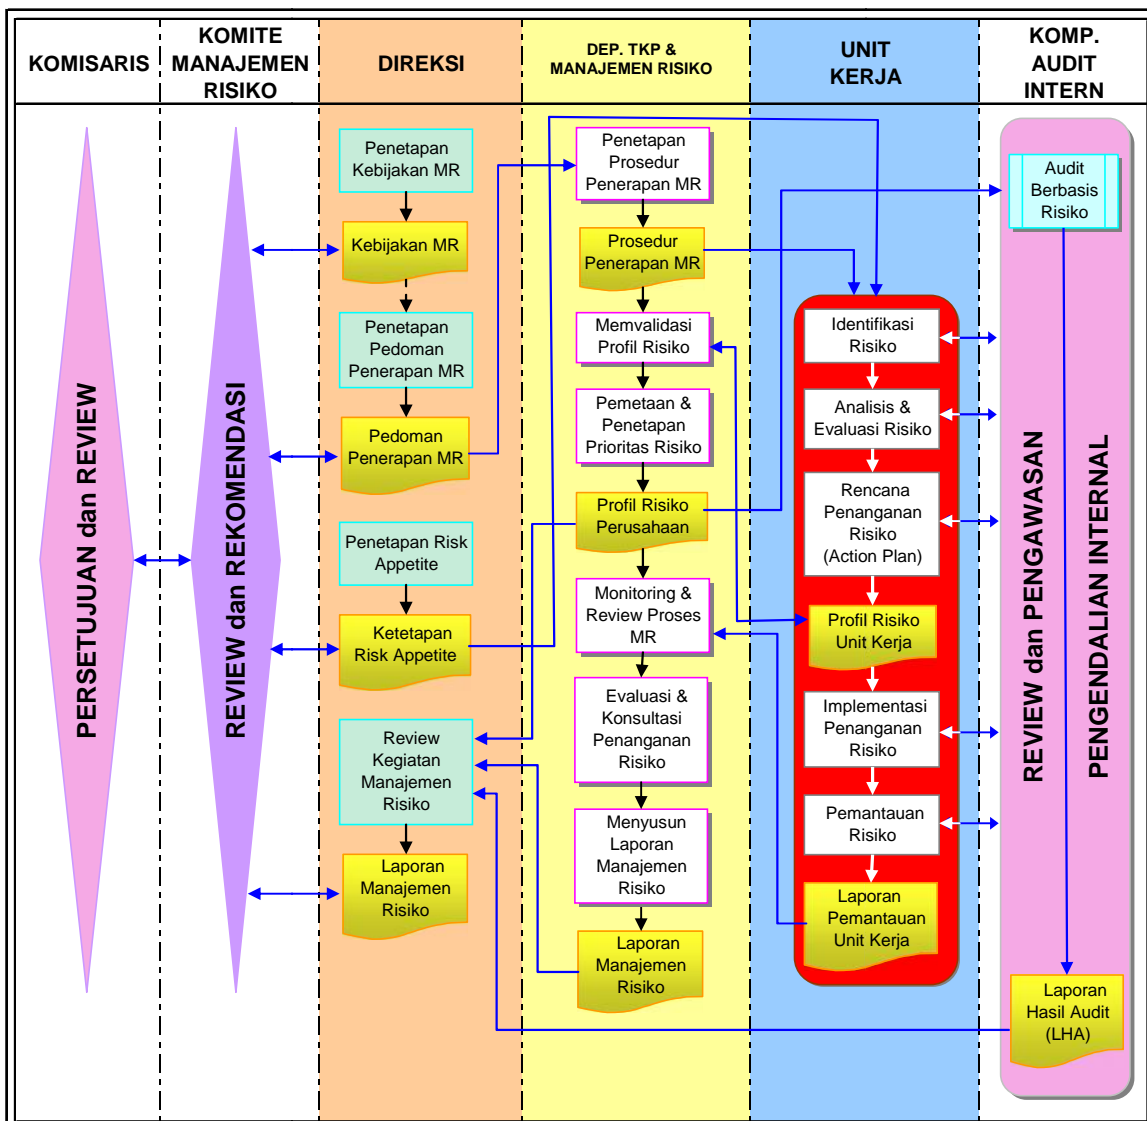 KOMISARIS
KOMITE
MANAJEMEN
RISIKO
DIREKSI
DEP. TKP &
MANAJEMEN RISIKO
UNIT
KERJA
KOMP.
AUDIT
INTERN
PERSETUJUAN dan REVIEW
REVIEW dan REKOMENDASI
Penetapan
Kebijakan MR
Kebijakan MR
Penetapan
Pedoman
Penerapan MR
Pedoman
Penerapan MR
Penetapan Risk
Appetite
Ketetapan
Risk Appetite
Review
Kegiatan
Manajemen
Risiko
Laporan
Manajemen
Risiko
Penetapan
Prosedur
Penerapan MR
Prosedur
Penerapan MR
Memvalidasi
Profil Risiko
Pemetaan &
Penetapan
Prioritas Risiko
Profil Risiko
Perusahaan
Monitoring &
Review Proses
MR
Evaluasi &
Konsultasi
Penanganan
Risiko
Menyusun
Laporan
Manajemen
Risiko
Laporan
Manajemen
Risiko
Identifikasi
Risiko
Analisis &
Evaluasi Risiko
Rencana
Penanganan
Risiko
(Action Plan)
Profil Risiko
Unit Kerja
Implementasi
Penanganan
Risiko
Pemantauan
Risiko
Laporan
Pemantauan
Unit Kerja
Audit
Berbasis
Risiko
REVIEW dan PENGAWASAN
PENGENDALIAN INTERNAL
Laporan
Hasil Audit
(LHA)